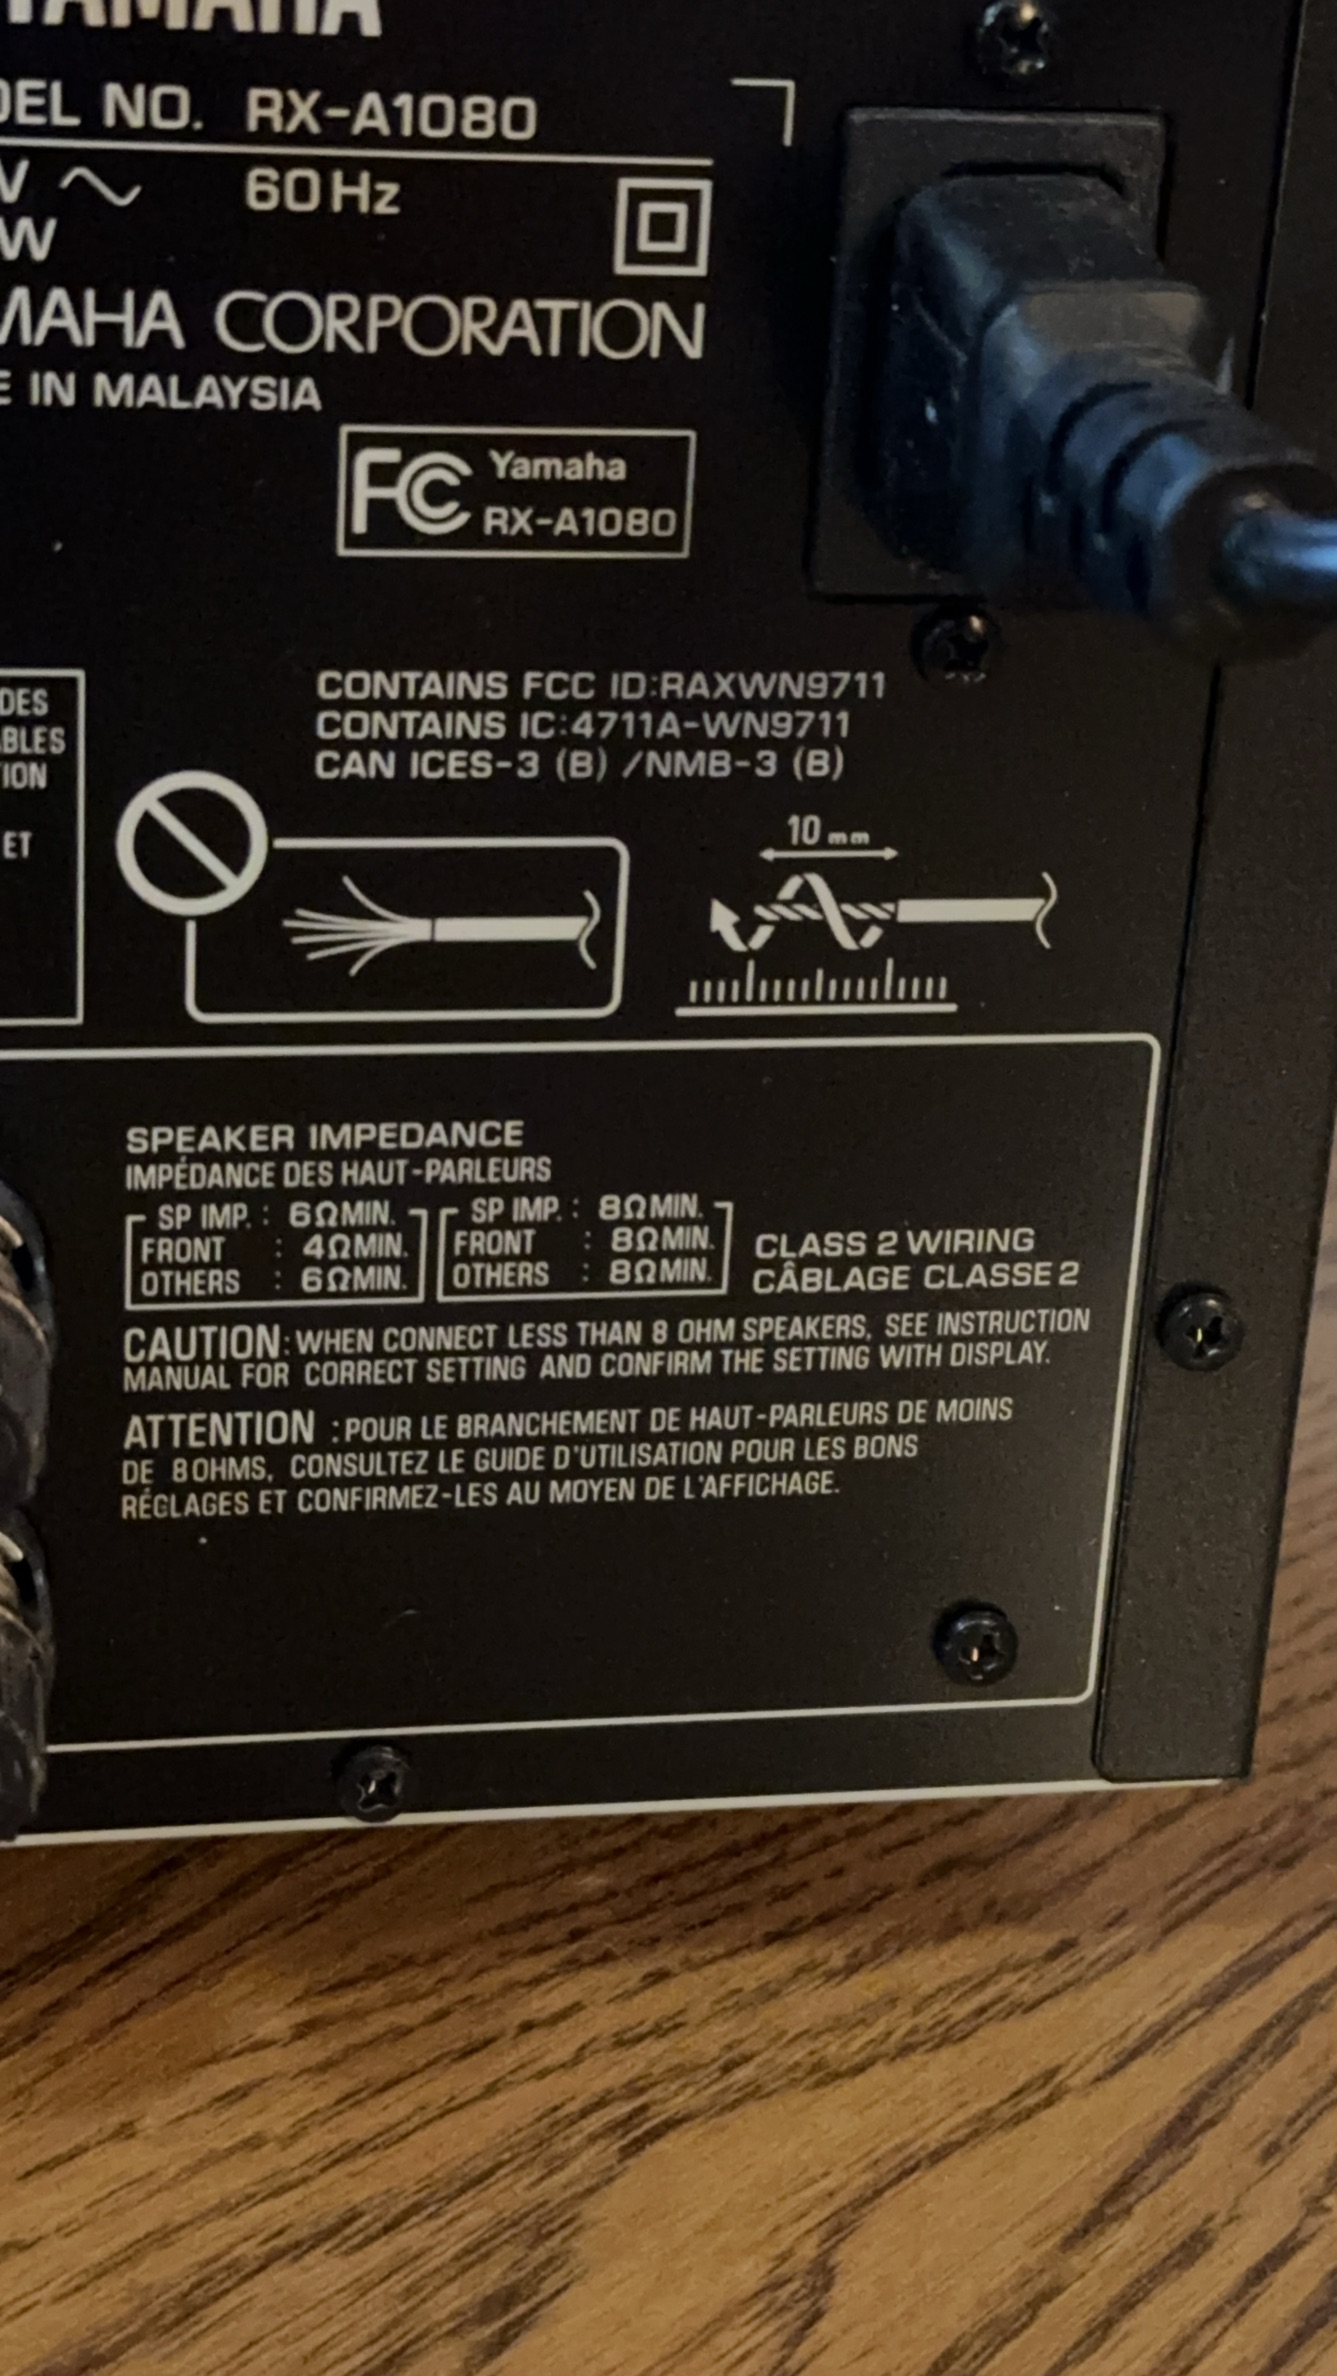 YAMAHA
DEL NO. RX-A1080
V 60 Hz
W
MAHA CORPORATION
E IN MALAYSIA
FC Yamaha
RX-A1080
CONTAINS FCC ID:RAXWN9711
CONTAINS IC:4711A-WN9711
CAN ICES-3 (B) /NMB-3 (B)
DES
ABLES
TION
ET
10 mm
SPEAKER IMPEDANCE
IMPÉDANCE DES HAUT-PARLEURS
SP IMP. : 6ΩMIN.
FRONT : 4ΩMIN.
OTHERS : 6ΩMIN.
SP IMP. : 8ΩMIN.
FRONT : 8ΩMIN.
OTHERS : 8ΩMIN.
CLASS 2 WIRING
CÂBLAGE CLASSE 2
CAUTION: WHEN CONNECT LESS THAN 8 OHM SPEAKERS, SEE INSTRUCTION
MANUAL FOR CORRECT SETTING AND CONFIRM THE SETTING WITH DISPLAY.
ATTENTION : POUR LE BRANCHEMENT DE HAUT-PARLEURS DE MOINS
DE 8 OHMS, CONSULTEZ LE GUIDE D'UTILISATION POUR LES BONS
RÉGLAGES ET CONFIRMEZ-LES AU MOYEN DE L'AFFICHAGE.